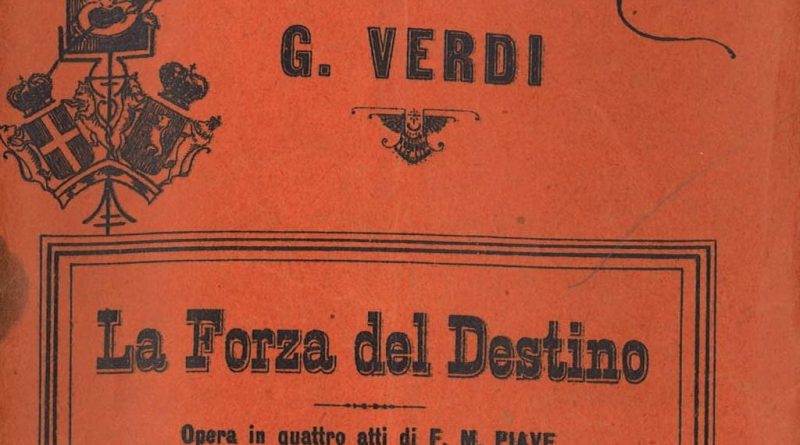 G. VERDI
La Forza del Destino
Opera in quattro atti di F. M. PIAVE